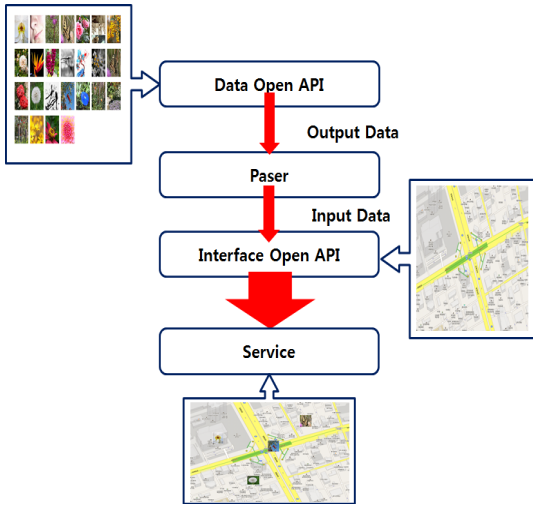 Data Open API
Output Data
Paser
Input Data
Interface Open API
Service